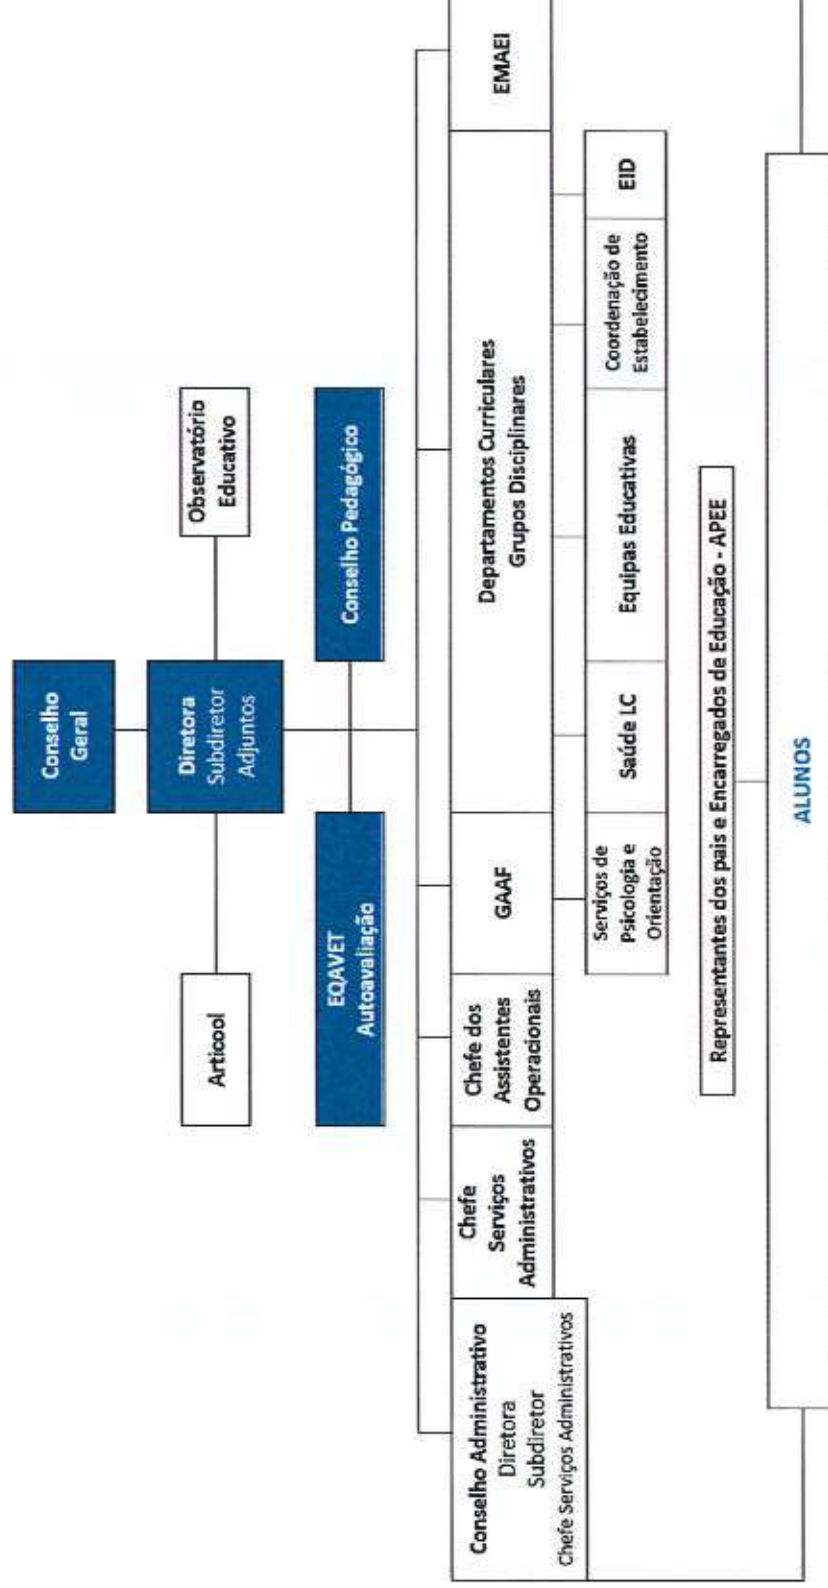 Conselho
Geral
Diretora
Subdiretor
Adjuntos
Articool
Observatório
Educativo
EQAVET
Autoavaliação
Conselho Pedagógico
Conselho Administrativo
Diretora
Subdiretor
Chefe Serviços Administrativos
Chefe
Serviços
Administrativos
Chefe dos
Assistentes
Operacionais
GAAF
Departamentos Curriculares
Grupos Disciplinares
EMAEI
Serviços de
Psicologia e
Orientação
Saúde LC
Equipas Educativas
Coordenação de
Estabelecimento
EID
Representantes dos pais e Encarregados de Educação - APEE
ALUNOS